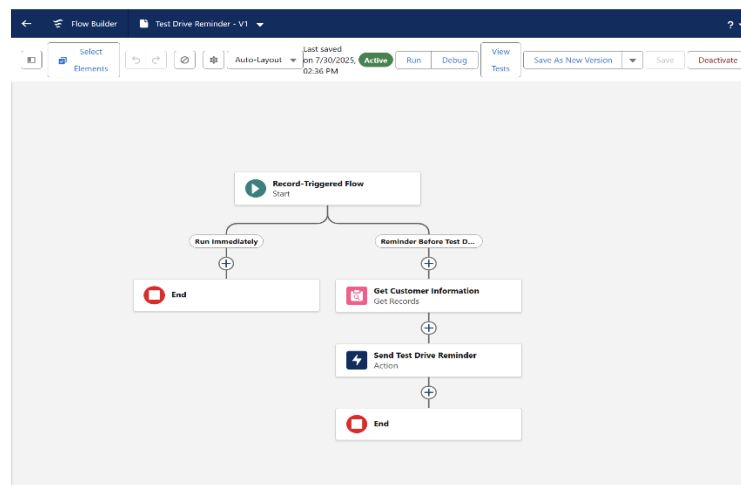 Flow Builder
Test Drive Reminder - V1
?
Select
Elements
Auto-Layout
Last saved
on 7/30/2025,
02:36 PM
Active
Run
Debug
View
Tests
Save As New Version
Save
Deactivate
Record-Triggered Flow
Start
Run Immediately
Reminder Before Test D...
End
Get Customer Information
Get Records
Send Test Drive Reminder
Action
End